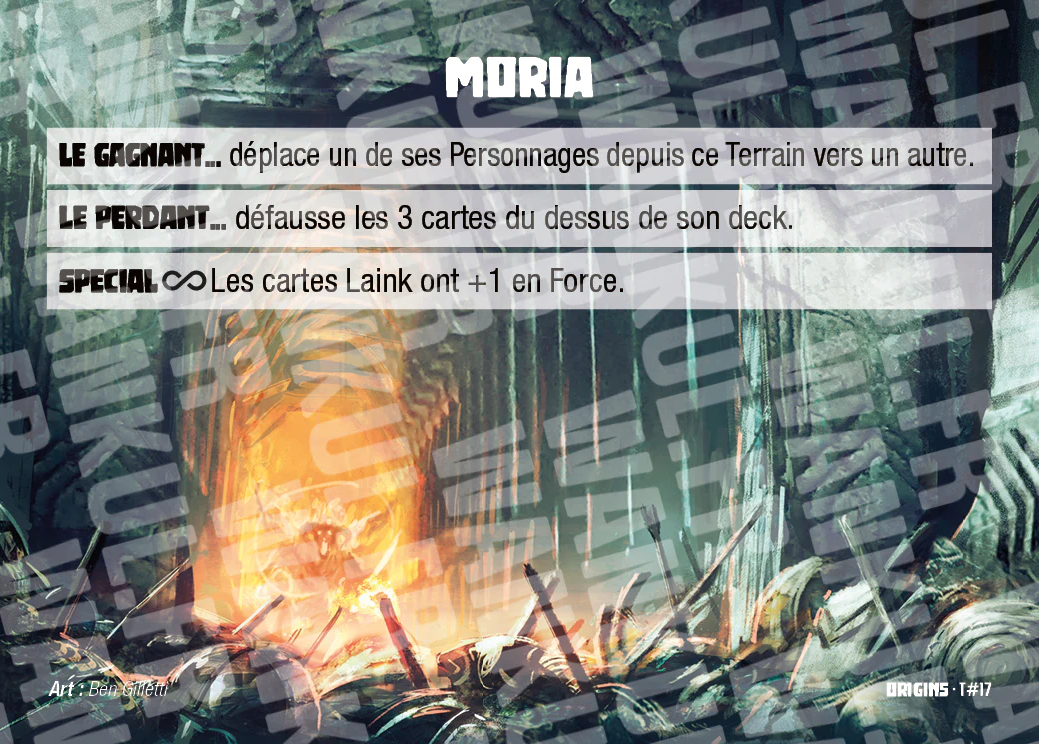 MORIA
LE GAGNANT... déplace un de ses Personnages depuis ce Terrain vers un autre.
LE PERDANT... défausse les 3 cartes du dessus de son deck.
SPECIAL ∞ Les cartes Laink ont +1 en Force.
Art : Ben Gilletti
ORIGINS · T#17
WANKUL.FR